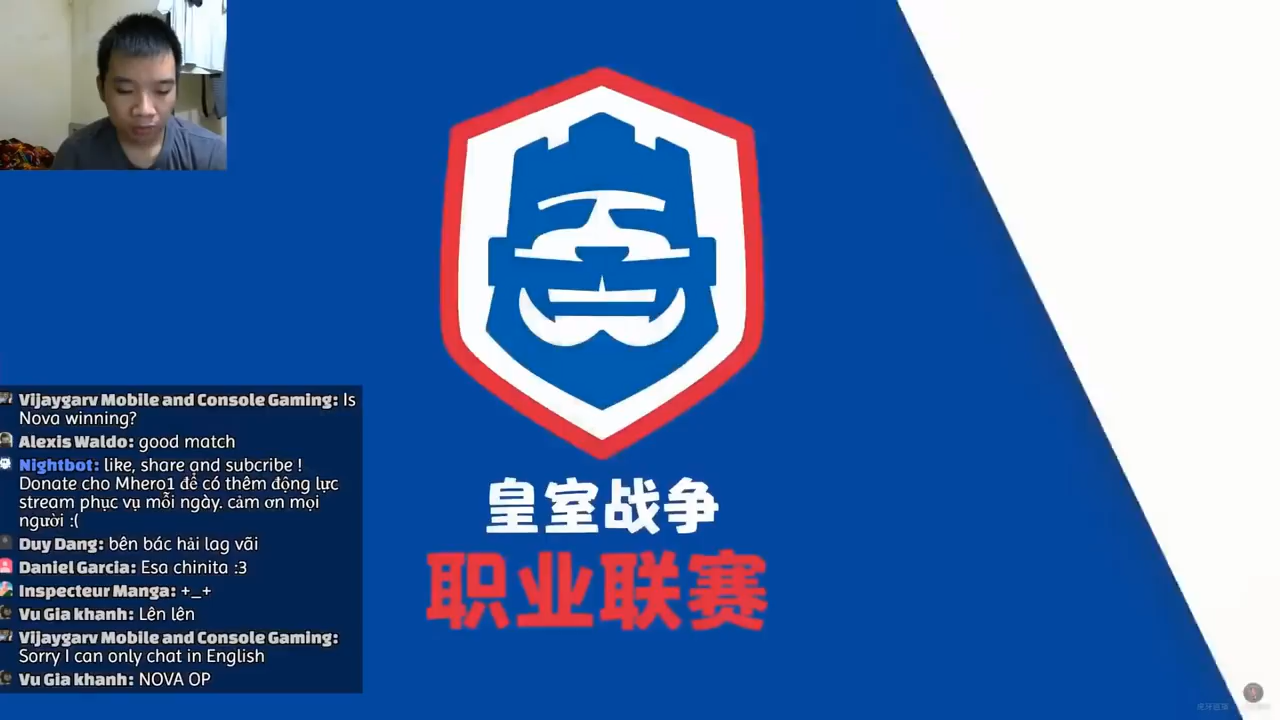 皇室战争
职业联赛
Vijaygarv Mobile and Console Gaming: Is
Nova winning?
Alexis Waldo: good match
Nightbot: like, share and subcribe !
Donate cho Mhero1 để có thêm động lực
stream phục vụ mỗi ngày. cảm ơn mọi
người :(
Duy Dang: bên bác hải lag vãi
Daniel Garcia: Esa chinita :3
Inspecteur Manga: +_+
Vu Gia khanh: Lên lên
Vijaygarv Mobile and Console Gaming:
Sorry I can only chat in English
Vu Gia khanh: NOVA OP